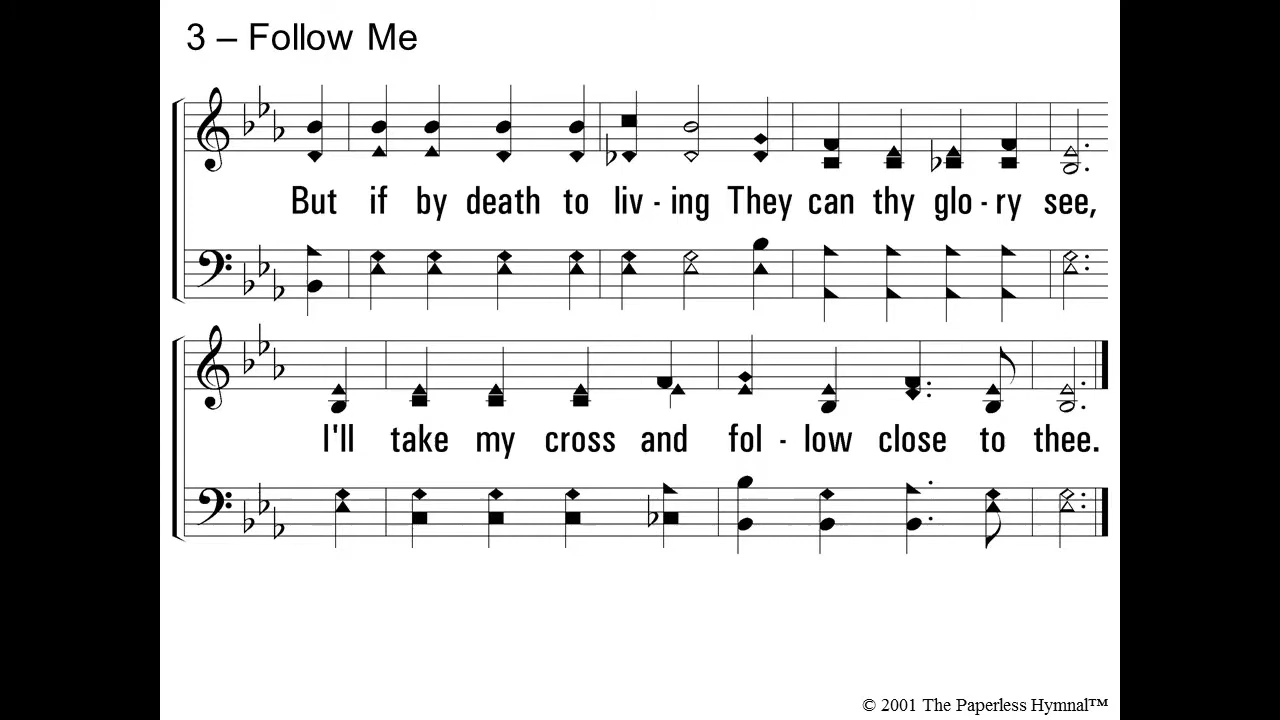 3 – Follow Me
But if by death to liv - ing They can thy glo - ry see,
I'll take my cross and fol - low close to thee.
© 2001 The Paperless Hymnal™